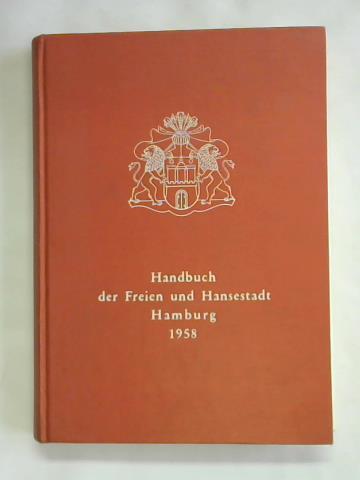 Handbuch
der Freien und Hansestadt
Hamburg
1958